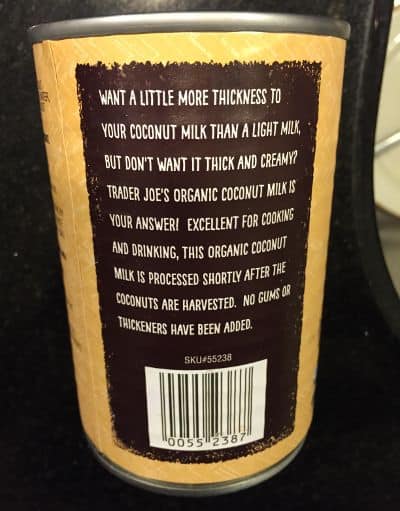 WANT A LITTLE MORE THICKNESS TO
YOUR COCONUT MILK THAN A LIGHT MILK,
BUT DON'T WANT IT THICK AND CREAMY?
TRADER JOE'S ORGANIC COCONUT MILK IS
YOUR ANSWER! EXCELLENT FOR COOKING
AND DRINKING, THIS ORGANIC COCONUT
MILK IS PROCESSED SHORTLY AFTER THE
COCONUTS ARE HARVESTED. NO GUMS OR
THICKENERS HAVE BEEN ADDED.
SKU#55238
0055 2387